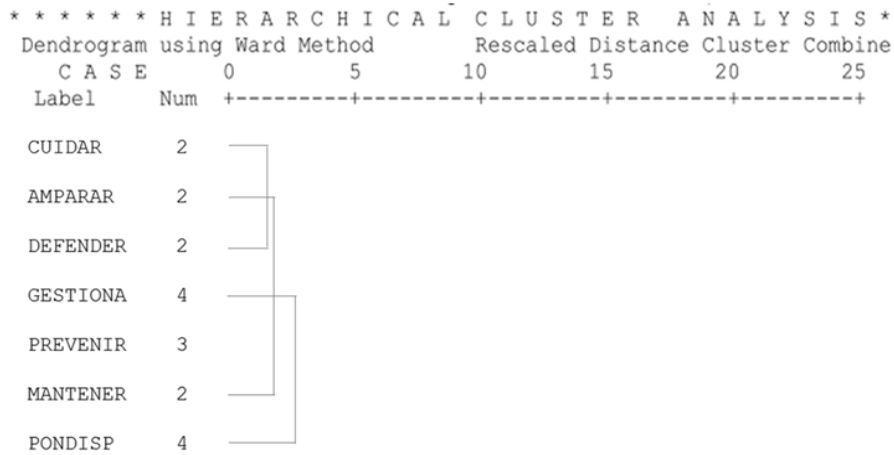 * * * * * * H I E R A R C H I C A L  C L U S T E R  A N A L Y S I S *
Dendrogram using Ward Method Rescaled Distance Cluster Combine
C A S E 0 5 10 15 20 25
Label Num +---------+---------+---------+---------+---------+
CUIDAR 2
AMPARAR 2
DEFENDER 2
GESTIONA 4
PREVENIR 3
MANTENER 2
PONDISP 4